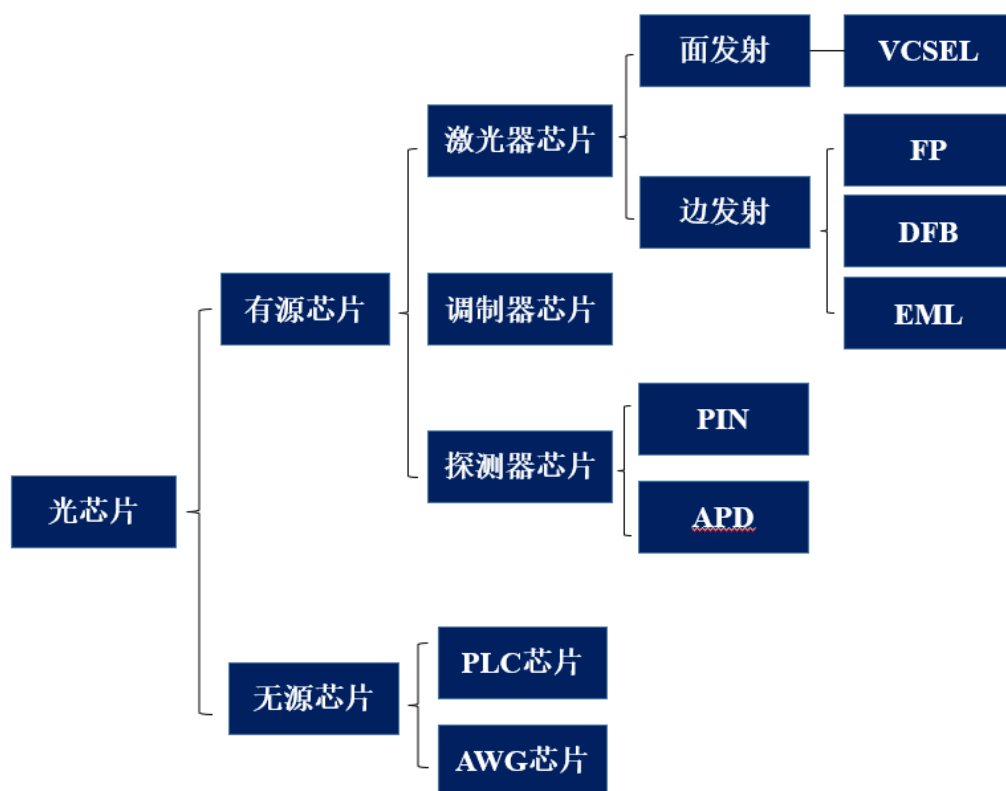 面发射
VCSEL
激光器芯片
FP
边发射
DFB
有源芯片
调制器芯片
EML
PIN
探测器芯片
光芯片
APD
PLC芯片
无源芯片
AWG芯片